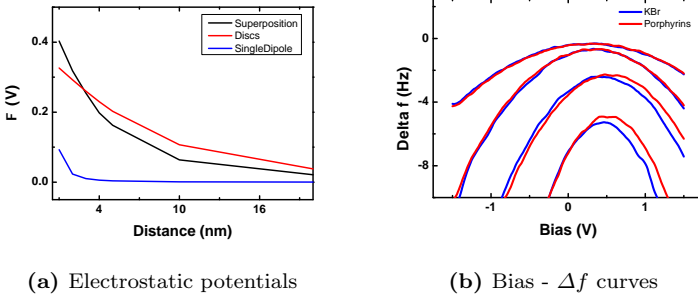 Superposition
Discs
SingleDipole
0.4
0.2
0.0
F (V)
4
10
16
Distance (nm)
(a) Electrostatic potentials
KBr
Porphyrins
0
-4
-8
Delta f (Hz)
-1
0
1
Bias (V)
(b) Bias - Δf curves